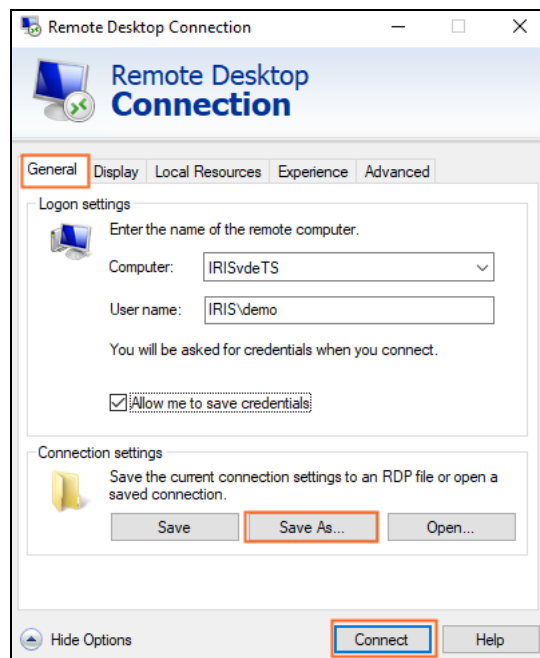 Remote Desktop Connection
Remote Desktop
Connection
General Display Local Resources Experience Advanced
Logon settings
Enter the name of the remote computer.
Computer: IRISvdeTS
User name: IRIS\demo
You will be asked for credentials when you connect.
Allow me to save credentials
Connection settings
Save the current connection settings to an RDP file or open a
saved connection.
Save Save As... Open...
Hide Options Connect Help